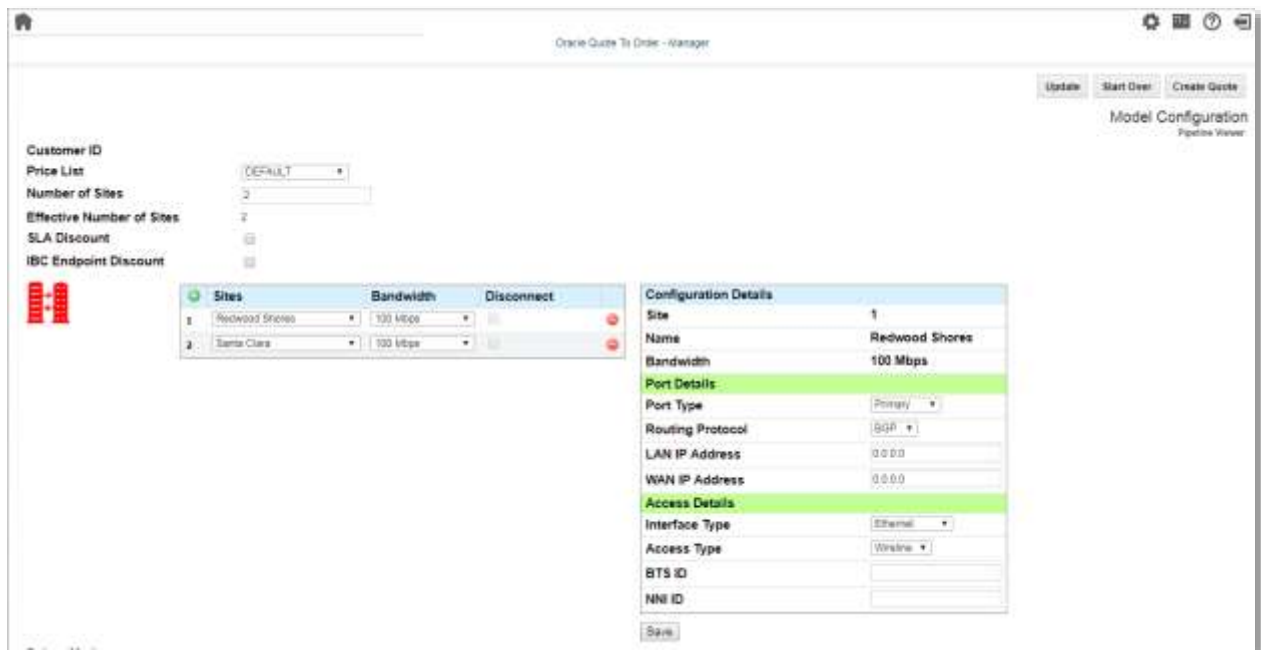 Oracle Quote To Order - Manager
Update Start Over Create Quote
Model Configuration
Pipeline Viewer
Customer ID
Price List DEFAULT
Number of Sites 2
Effective Number of Sites 2
SLA Discount
IBC Endpoint Discount
Sites Bandwidth Disconnect
1 Redwood Shores 100 Mbps
2 Santa Clara 100 Mbps
Configuration Details
Site 1
Name Redwood Shores
Bandwidth 100 Mbps
Port Details
Port Type Primary
Routing Protocol BGP
LAN IP Address 0.0.0.0
WAN IP Address 0.0.0.0
Access Details
Interface Type Ethernet
Access Type Wireline
BTS ID
NNI ID
Save